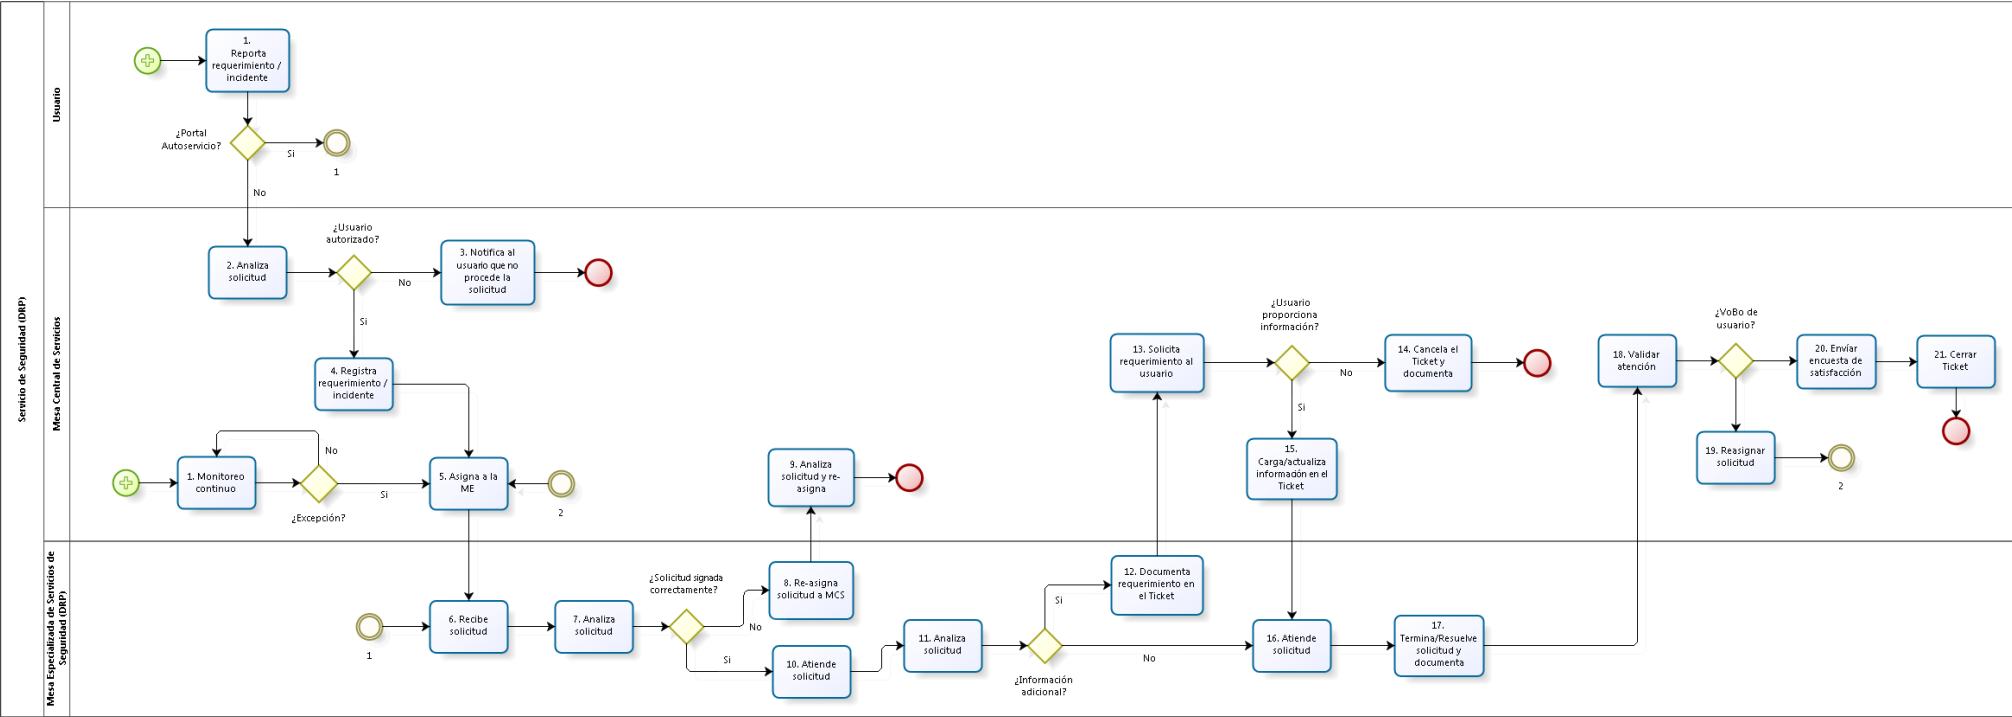 Servicio de Seguridad (DRP)
Usuario
1.
Reporta
requerimiento /
incidente
¿Portal
Autoservicio?
Si
1
No
Mesa Central de Servicios
2. Analiza
solicitud
¿Usuario
autorizado?
No
3. Notifica al
usuario que no
procede la
solicitud
Si
4. Registra
requerimiento /
incidente
1. Monitoreo
continuo
No
¿Excepción?
Si
5. Asigna a la
ME
2
9. Analiza
solicitud y re-
asigna
13. Solicita
requerimiento al
usuario
¿Usuario
proporciona
información?
No
14. Cancela el
Ticket y
documenta
Si
15.
Carga/actualiza
información en el
Ticket
18. Validar
atención
¿VoBo de
usuario?
20. Envíar
encuesta de
satisfacción
21. Cerrar
Ticket
19. Reasignar
solicitud
2
Mesa Especializada de Servicios de
Seguridad (DRP)
1
6. Recibe
solicitud
7. Analiza
solicitud
¿Solicitud signada
correctamente?
No
8. Re-asigna
solicitud a MCS
Si
10. Atiende
solicitud
11. Analiza
solicitud
¿Información
adicional?
Si
12. Documenta
requerimiento en
el Ticket
No
16. Atiende
solicitud
17.
Termina/Resuelve
solicitud y
documenta